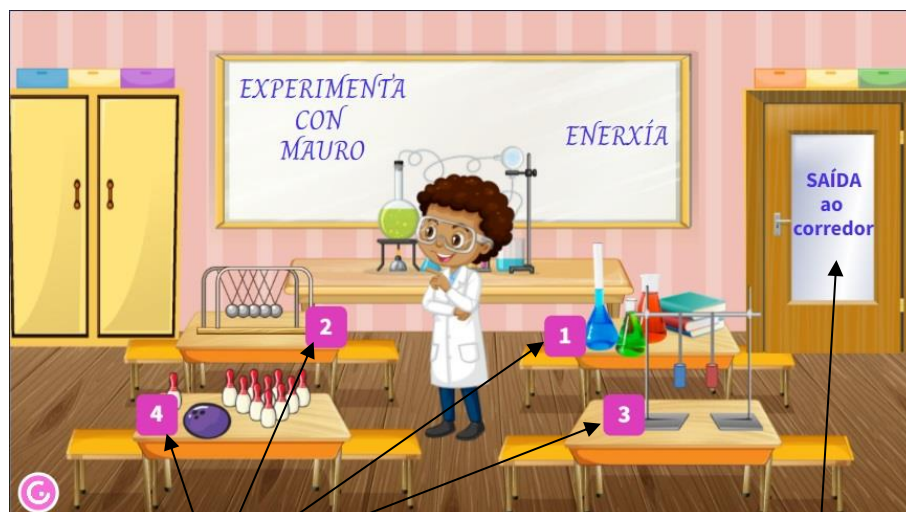 EXPERIMENTA
CON
MAURO
ENERXÍA
SAÍDA
ao
corredor
2
1
4
3